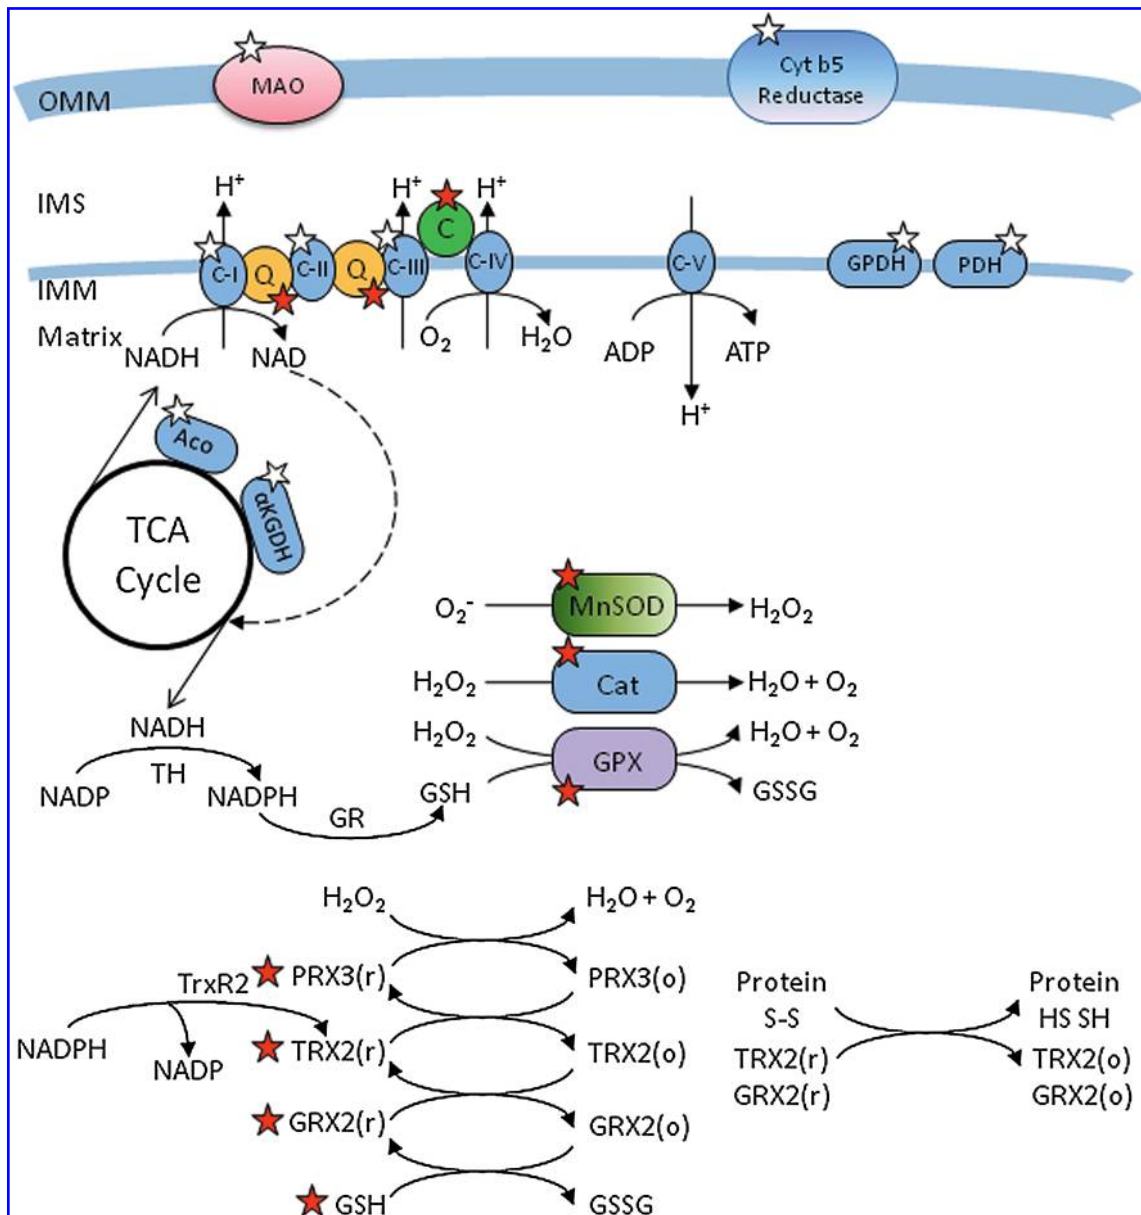 MAO
Cyt b5
Reductase
OMM
IMS
H⁺
H⁺
H⁺
C
C-I
Q
C-II
Q
C-III
C-IV
C-V
GPDH
PDH
IMM
Matrix
NADH
NAD
O₂
H₂O
ADP
ATP
H⁺
Aco
αKGDH
TCA
Cycle
O₂⁻
MnSOD
H₂O₂
H₂O₂
Cat
H₂O + O₂
NADH
H₂O₂
GPX
H₂O + O₂
TH
NADP
NADPH
GSH
GSSG
GR
H₂O₂
H₂O + O₂
TrxR2
PRX3(r)
PRX3(o)
Protein
Protein
S-S
HS SH
NADPH
NADP
TRX2(r)
TRX2(o)
TRX2(r)
TRX2(o)
GRX2(r)
GRX2(o)
GRX2(r)
GRX2(o)
GSH
GSSG